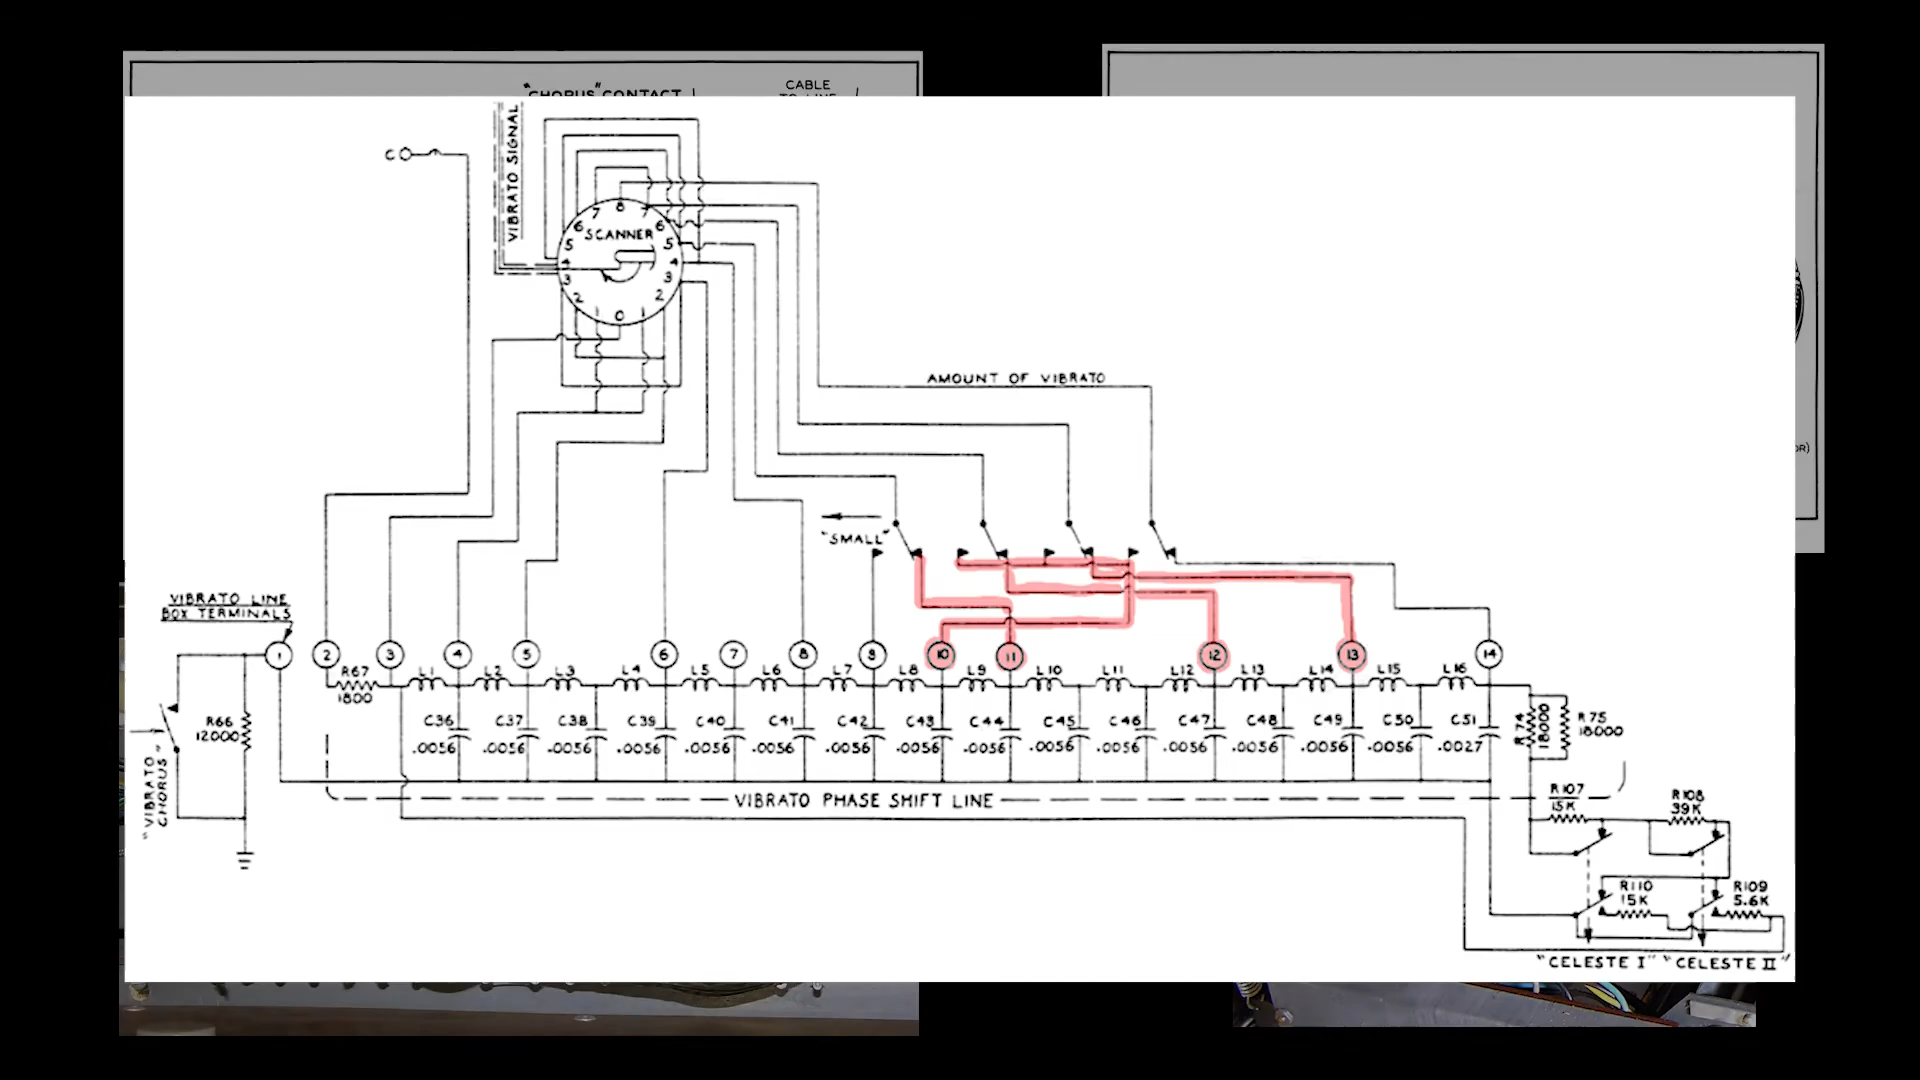 "CHORUS" CONTACT
CABLE
C
VIBRATO SIGNAL
7 8 7
6 6
SCANNER
5 5
4 4
3 3
2 2
0
OR)
AMOUNT OF VIBRATO
"SMALL"
VIBRATO LINE
BOX TERMINALS
1 2 3 4 5 6 7 8 9 10 11 12 13 14
R67 L1 L2 L3 L4 L5 L6 L7 L8 L9 L10 L11 L12 L13 L14 L15 L16
1800
R66
12000
C36 C37 C38 C39 C40 C41 C42 C43 C44 C45 C46 C47 C48 C49 C50 C51
.0056 .0056 .0056 .0056 .0056 .0056 .0056 .0056 .0056 .0056 .0056 .0056 .0056 .0056 .0056 .0027
R74
18000
R75
18000
"VIBRATO
CHORUS"
VIBRATO PHASE SHIFT LINE
R107
15K
R108
39K
R110
15K
R109
5.6K
"CELESTE I" "CELESTE II"